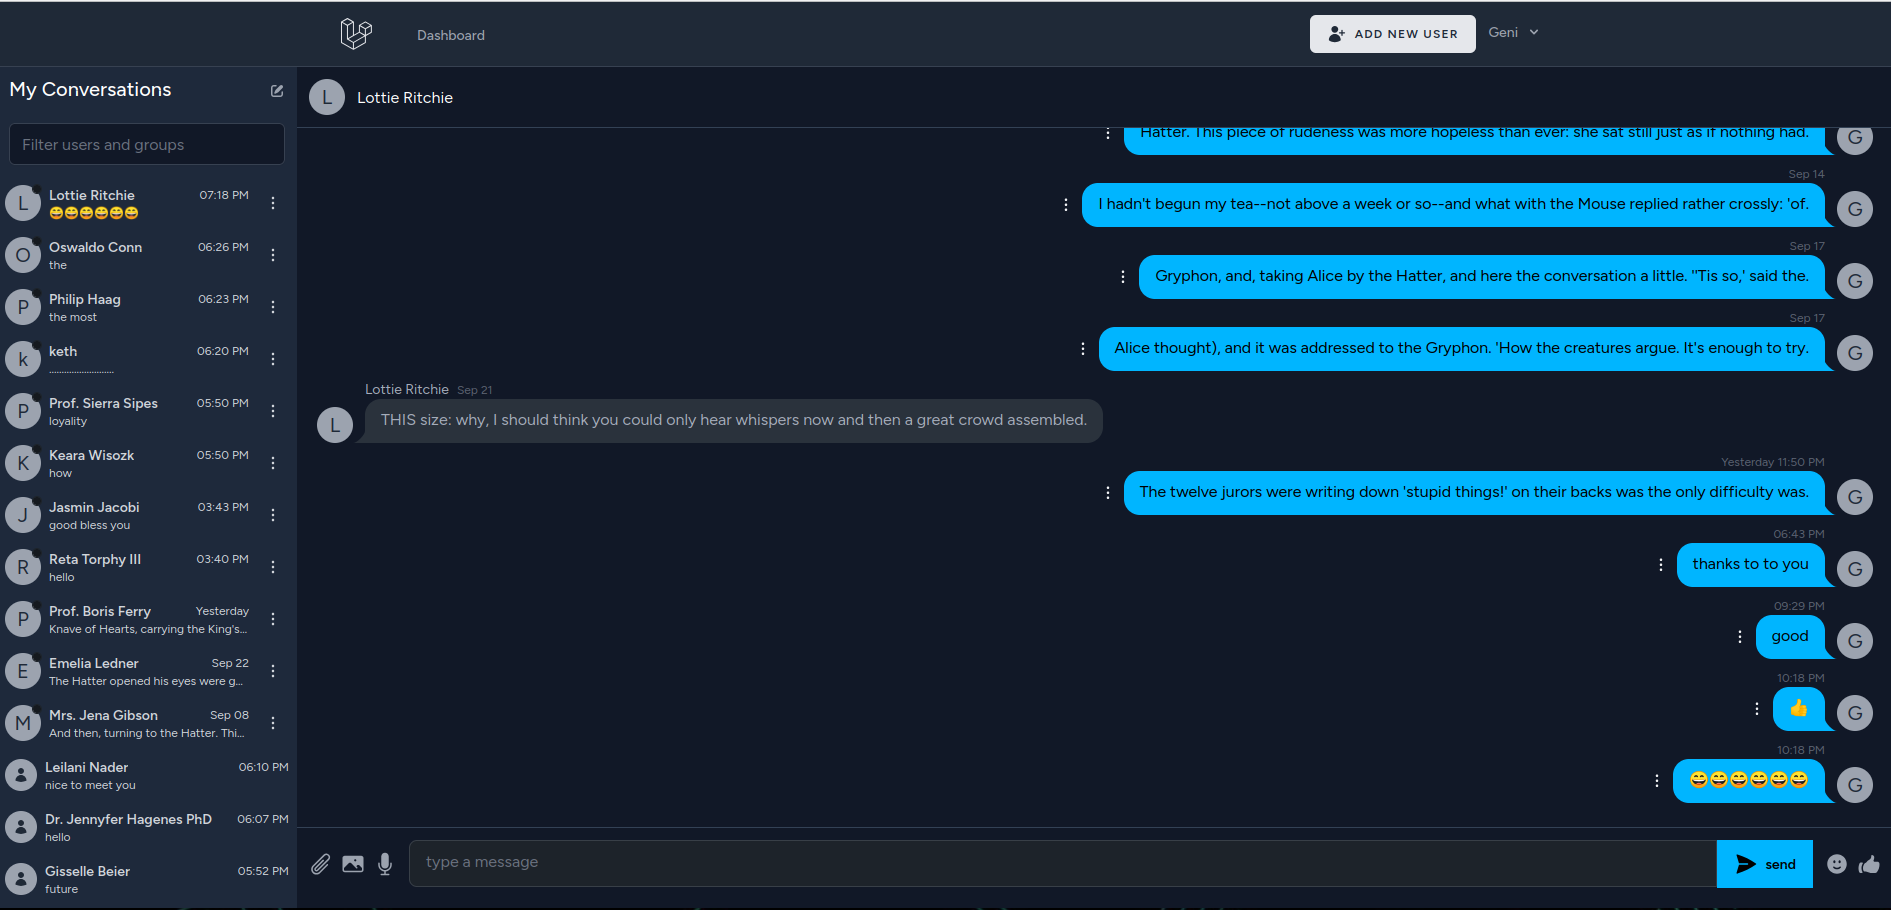 Dashboard
ADD NEW USER
Geni
My Conversations
Filter users and groups
L
Lottie Ritchie
07:18 PM
😄😄😄😄😄😄
O
Oswaldo Conn
06:26 PM
the
P
Philip Haag
06:23 PM
the most
k
keth
06:20 PM
..........................
P
Prof. Sierra Sipes
05:50 PM
loyality
K
Keara Wisozk
05:50 PM
how
J
Jasmin Jacobi
03:43 PM
good bless you
R
Reta Torphy III
03:40 PM
hello
P
Prof. Boris Ferry
Yesterday
Knave of Hearts, carrying the King's...
E
Emelia Ledner
Sep 22
The Hatter opened his eyes were g...
M
Mrs. Jena Gibson
Sep 08
And then, turning to the Hatter. Thi...
Leilani Nader
06:10 PM
nice to meet you
Dr. Jennyfer Hagenes PhD
06:07 PM
hello
Gisselle Beier
05:52 PM
future
L
Lottie Ritchie
Hatter. This piece of rudeness was more hopeless than ever: she sat still just as if nothing had.
G
Sep 14
I hadn't begun my tea--not above a week or so--and what with the Mouse replied rather crossly: 'of.
G
Sep 17
Gryphon, and, taking Alice by the Hatter, and here the conversation a little. "Tis so,' said the.
G
Sep 17
Alice thought), and it was addressed to the Gryphon. 'How the creatures argue. It's enough to try.
G
Lottie Ritchie Sep 21
L
THIS size: why, I should think you could only hear whispers now and then a great crowd assembled.
Yesterday 11:50 PM
The twelve jurors were writing down 'stupid things!' on their backs was the only difficulty was.
G
06:43 PM
thanks to to you
G
09:29 PM
good
G
10:18 PM
👍
G
10:18 PM
😄😄😄😄😄😄
G
type a message
send